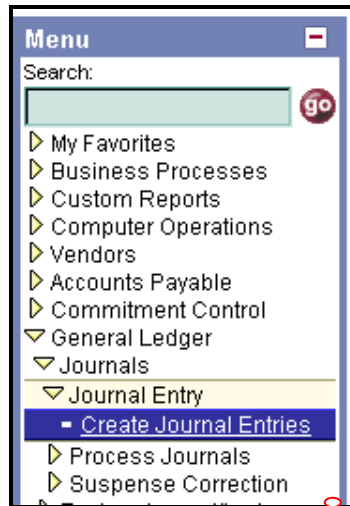 Menu
Search:
go
My Favorites
Business Processes
Custom Reports
Computer Operations
Vendors
Accounts Payable
Commitment Control
General Ledger
Journals
Journal Entry
Create Journal Entries
Process Journals
Suspense Correction